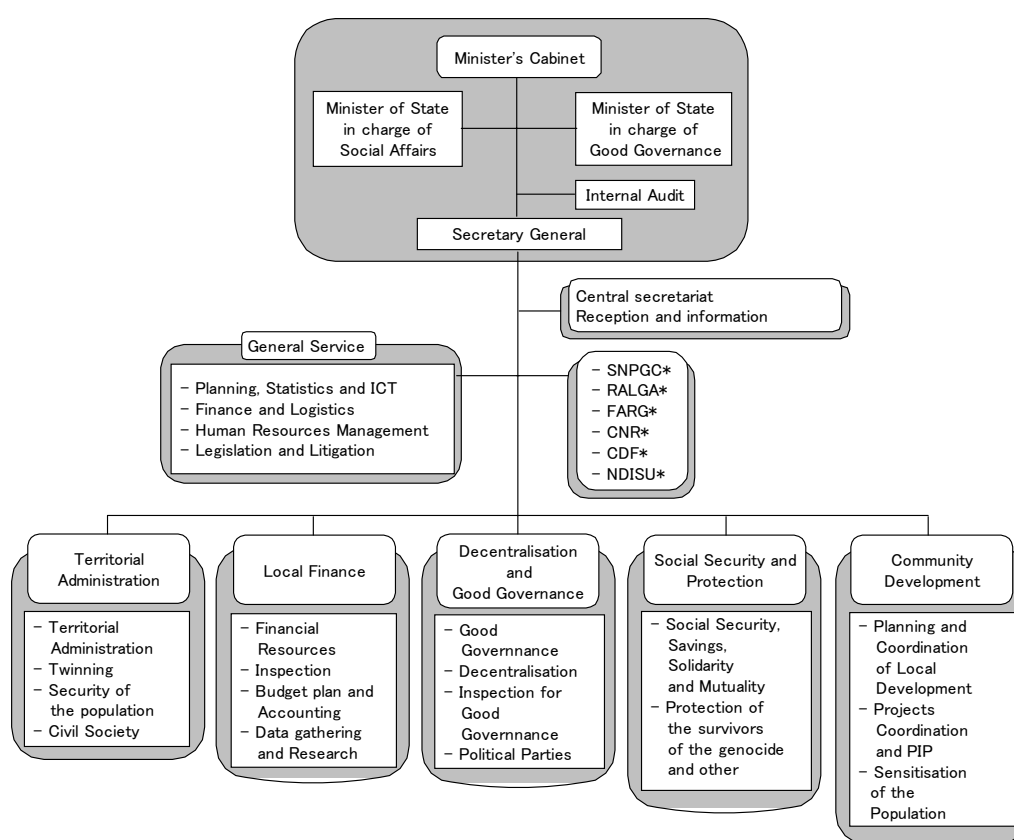 Minister's Cabinet
Minister of State
in charge of
Social Affairs
Minister of State
in charge of
Good Governance
Internal Audit
Secretary General
Central secretariat
Reception and information
General Service
- Planning, Statistics and ICT
- Finance and Logistics
- Human Resources Management
- Legislation and Litigation
- SNPGC*
- RALGA*
- FARG*
- CNR*
- CDF*
- NDISU*
Territorial
Administration
- Territorial
Administration
- Twinning
- Security of
the population
- Civil Society
Local Finance
- Financial
Resources
- Inspection
- Budget plan and
Accounting
- Data gathering
and Research
Decentralisation
and
Good Governance
- Good
Governance
- Decentralisation
- Inspection for
Good
Governance
- Political Parties
Social Security and
Protection
- Social Security,
Savings,
Solidarity
and Mutuality
- Protection of
the survivors
of the genocide
and other
Community
Development
- Planning and
Coordination
of Local
Development
- Projects
Coordination
and PIP
- Sensitisation
of the
Population